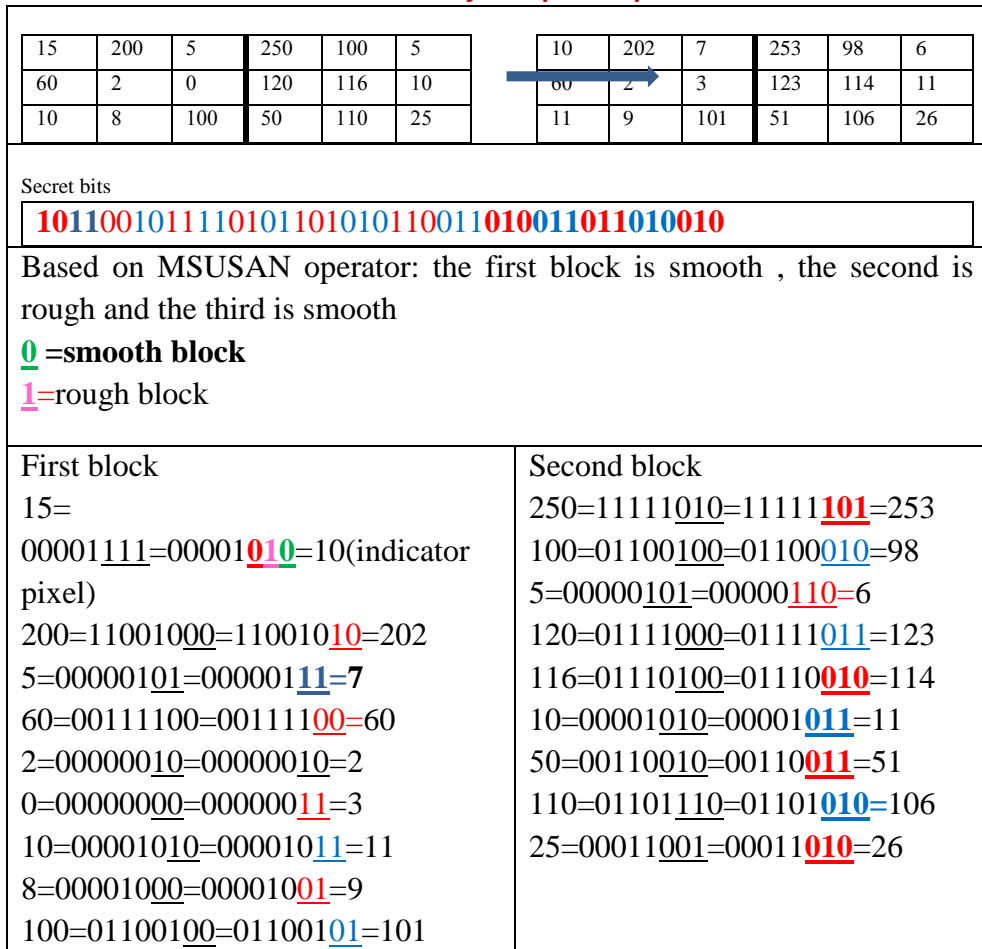 15 200 5 250 100 5 10 202 7 253 98 6
60 2 0 120 116 10 60 2 3 123 114 11
10 8 100 50 110 25 11 9 101 51 106 26
Secret bits
1011001011110101101010110011010011011010010
Based on MSUSAN operator: the first block is smooth , the second is
rough and the third is smooth
0 =smooth block
1=rough block
First block
15=
00001111=00001010=10(indicator
pixel)
200=11001000=11001010=202
5=00000101=00000111=7
60=00111100=00111100=60
2=00000010=00000010=2
0=00000000=00000011=3
10=00001010=00001011=11
8=00001000=00001001=9
100=01100100=01100101=101
Second block
250=11111010=11111101=253
100=01100100=01100010=98
5=00000101=00000110=6
120=01111000=01111011=123
116=01110100=01110010=114
10=00001010=00001011=11
50=00110010=00110011=51
110=01101110=01101010=106
25=00011001=00011010=26